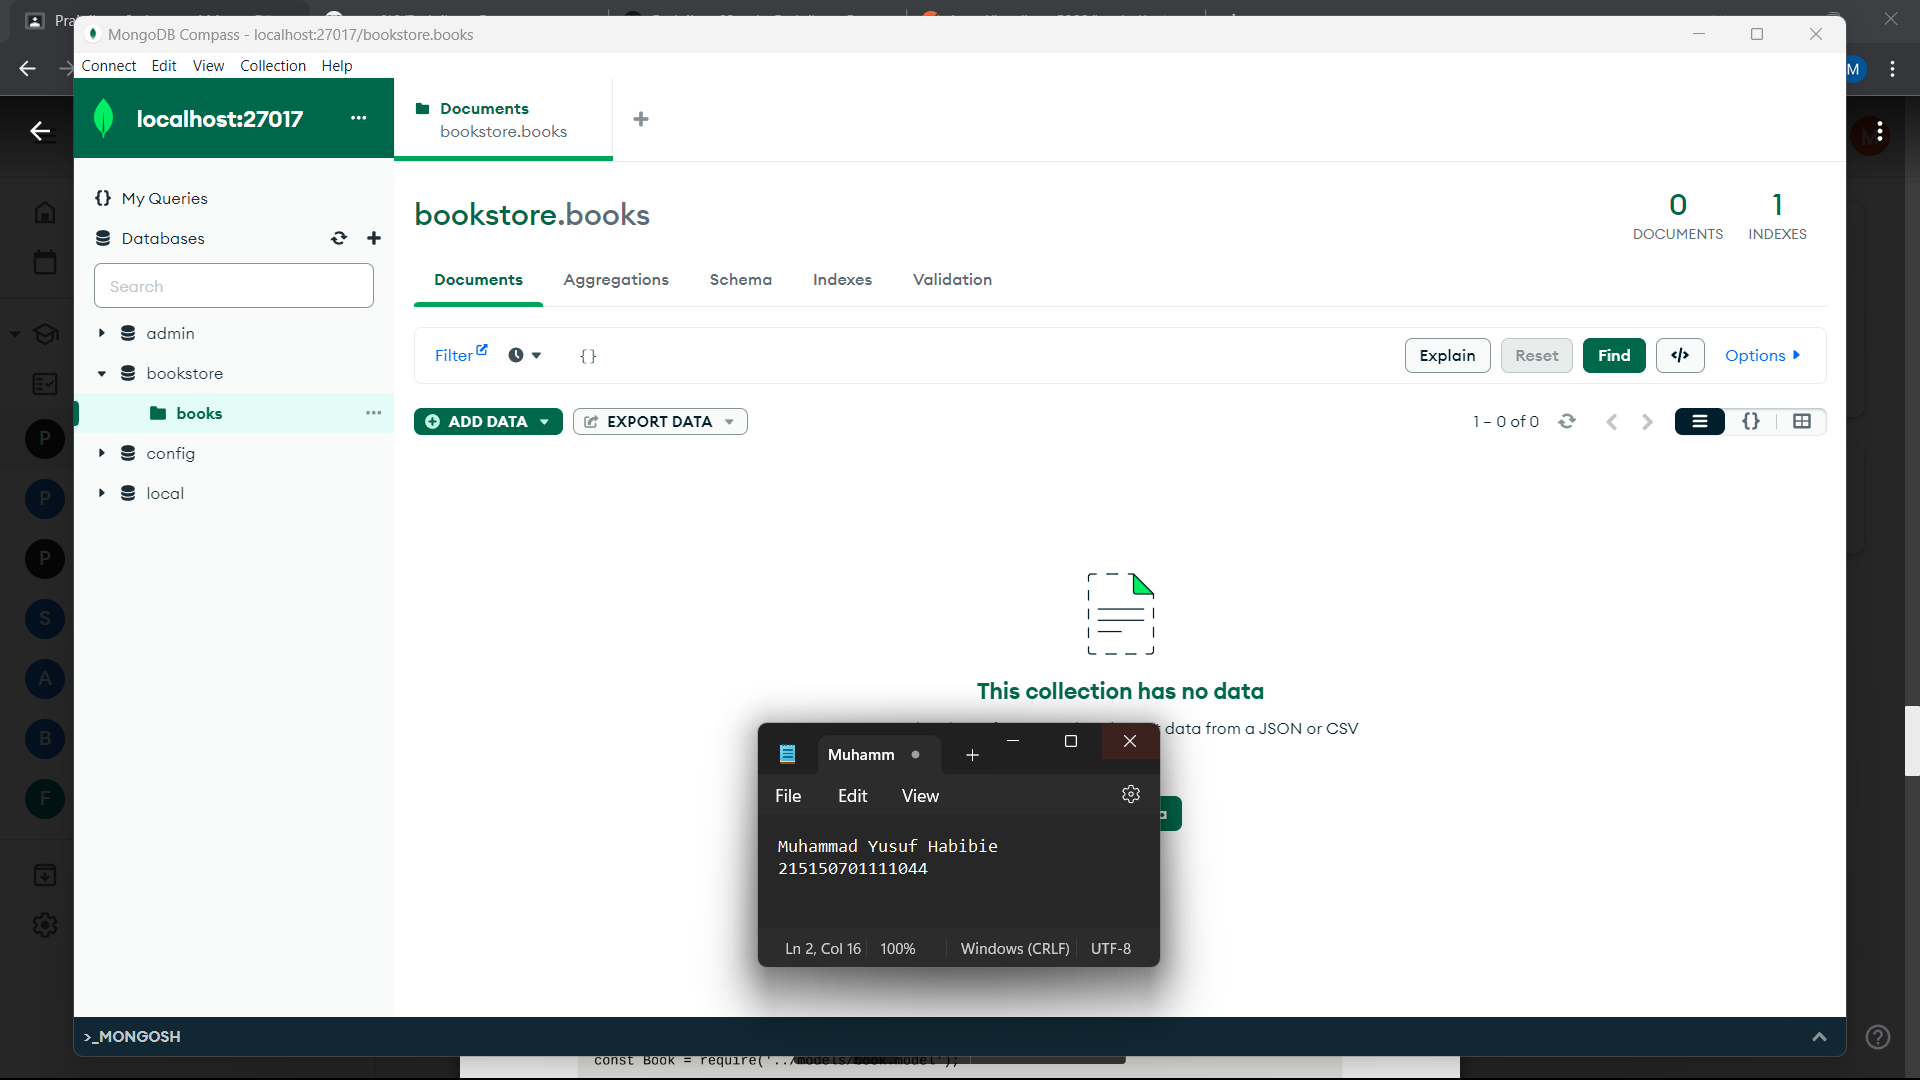 MongoDB Compass - localhost:27017/bookstore.books
Connect Edit View Collection Help
localhost:27017 ...
Documents
bookstore.books
My Queries
Databases
Search
admin
bookstore
books
config
local
bookstore.books
0
DOCUMENTS
1
INDEXES
Documents Aggregations Schema Indexes Validation
Filter {}
Explain Reset Find </> Options
ADD DATA EXPORT DATA
1 – 0 of 0
{}
This collection has no data
data from a JSON or CSV
Muhamm
File Edit View
Muhammad Yusuf Habibie
215150701111044
Ln 2, Col 16 100% Windows (CRLF) UTF-8
>_MONGOSH
const Book = require('../models/book.model');
M
M
P
P
P
S
A
B
F